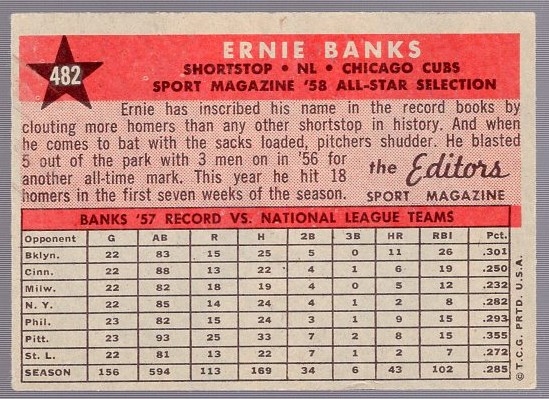 482
ERNIE BANKS
SHORTSTOP • NL • CHICAGO CUBS
SPORT MAGAZINE '58 ALL-STAR SELECTION
Ernie has inscribed his name in the record books by
clouting more homers than any other shortstop in history. And when
he comes to bat with the sacks loaded, pitchers shudder. He blasted
5 out of the park with 3 men on in '56 for
another all-time mark. This year he hit 18
homers in the first seven weeks of the season.
the Editors
SPORT MAGAZINE
BANKS '57 RECORD VS. NATIONAL LEAGUE TEAMS
Opponent G AB R H 2B 3B HR RBI Pct.
Bklyn. 22 83 15 25 5 0 11 26 .301
Cinn. 22 88 13 22 4 1 6 19 .250
Milw. 22 82 18 19 4 0 5 12 .232
N. Y. 22 85 14 24 4 1 2 8 .282
Phil. 23 82 15 24 3 1 9 15 .293
Pitt. 23 93 25 33 7 2 8 15 .355
St. L. 22 81 13 22 7 1 2 7 .272
SEASON 156 594 113 169 34 6 43 102 .285
© T.C.G. PRTD. U.S.A.